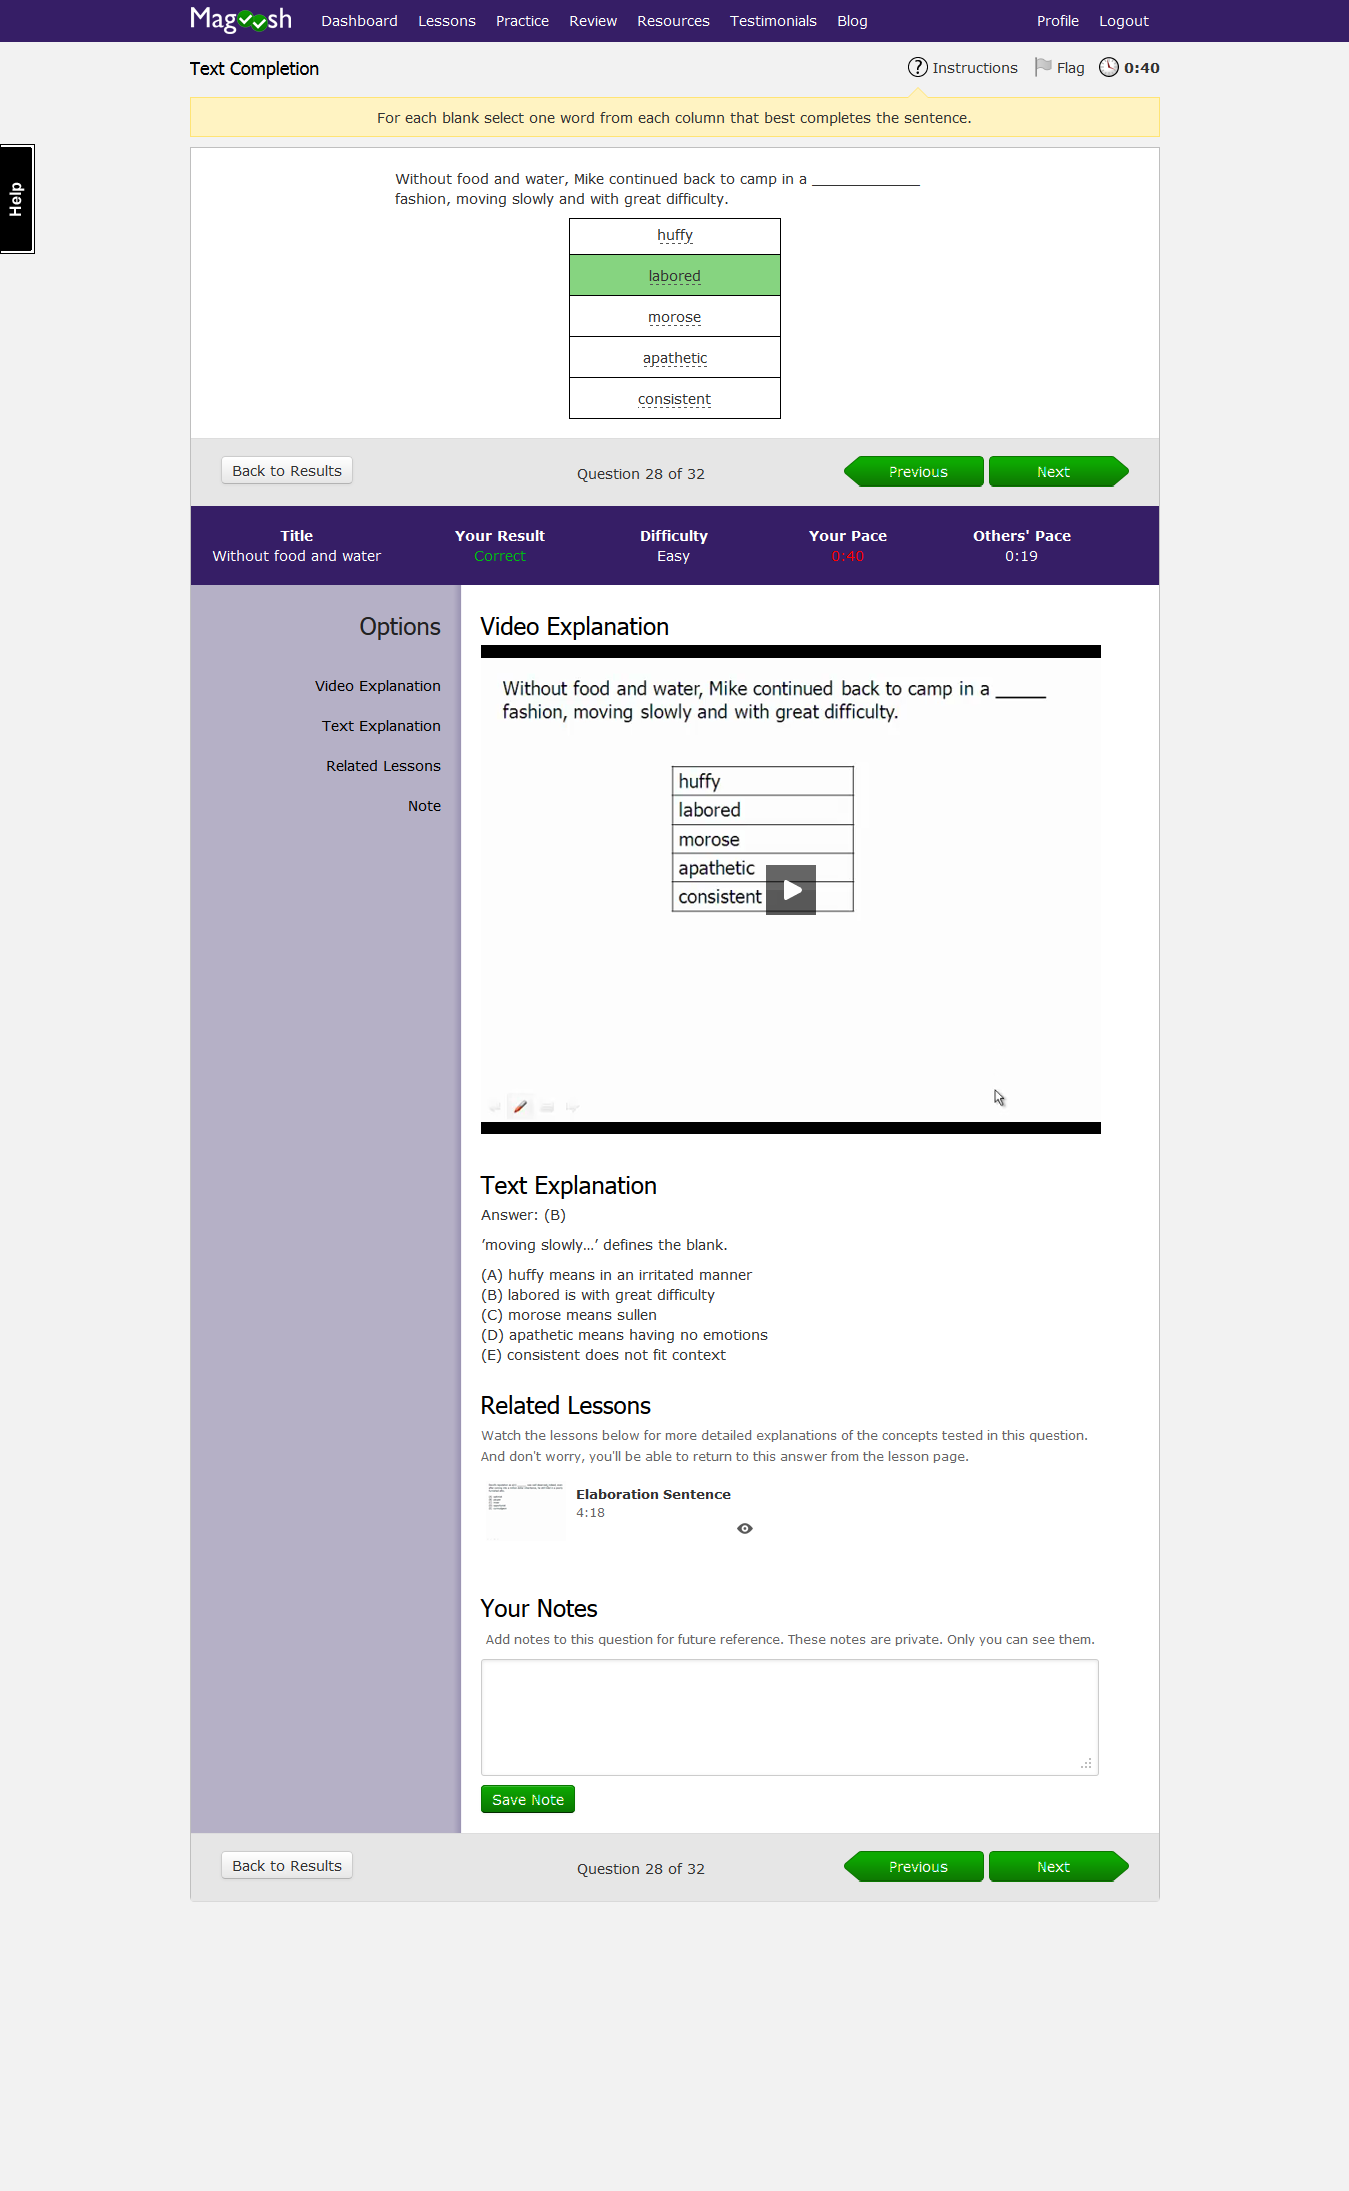 Magoosh Dashboard Lessons Practice Review Resources Testimonials Blog Profile Logout
Text Completion
? Instructions Flag 0:40
For each blank select one word from each column that best completes the sentence.
Help
Without food and water, Mike continued back to camp in a ____________
fashion, moving slowly and with great difficulty.
huffy
labored
morose
apathetic
consistent
Back to Results Question 28 of 32 Previous Next
Title Your Result Difficulty Your Pace Others' Pace
Without food and water Correct Easy 0:40 0:19
Options
Video Explanation
Text Explanation
Related Lessons
Note
Video Explanation
Without food and water, Mike continued back to camp in a _____
fashion, moving slowly and with great difficulty.
huffy
labored
morose
apathetic
consistent
Text Explanation
Answer: (B)
’moving slowly…’ defines the blank.
(A) huffy means in an irritated manner
(B) labored is with great difficulty
(C) morose means sullen
(D) apathetic means having no emotions
(E) consistent does not fit context
Related Lessons
Watch the lessons below for more detailed explanations of the concepts tested in this question.
And don't worry, you'll be able to return to this answer from the lesson page.
Elaboration Sentence
4:18
Your Notes
Add notes to this question for future reference. These notes are private. Only you can see them.
Save Note
Back to Results Question 28 of 32 Previous Next